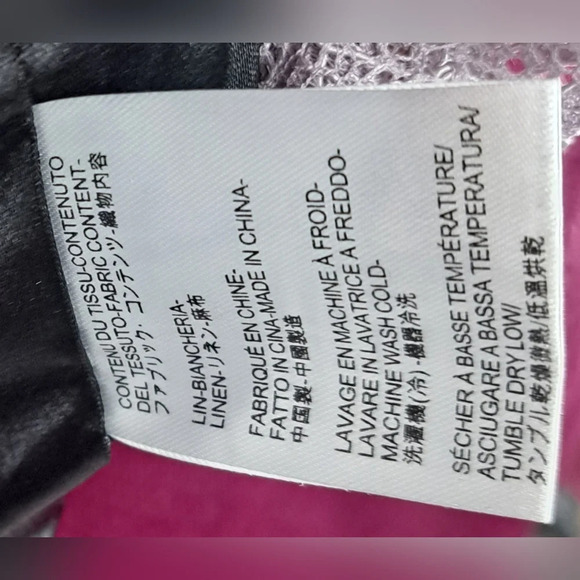 CONTENU DU TISSU-CONTENUTO
DEL TESSUTO-FABRIC CONTENT-
ファブリック・コンテンツ-織物内容
LIN-BIANCHERIA-
LINEN-リネン-麻布
FABRIQUÉ EN CHINE-
FATTO IN CINA-MADE IN CHINA-
中国製-中國製造
LAVAGE EN MACHINE À FROID-
LAVARE IN LAVATRICE A FREDDO-
MACHINE WASH COLD-
洗濯機(冷)-機器冷洗
SÉCHER À BASSE TEMPÉRATURE/
ASCIUGARE A BASSA TEMPERATURA/
TUMBLE DRY LOW/
タンブル乾燥微熱/低溫烘乾